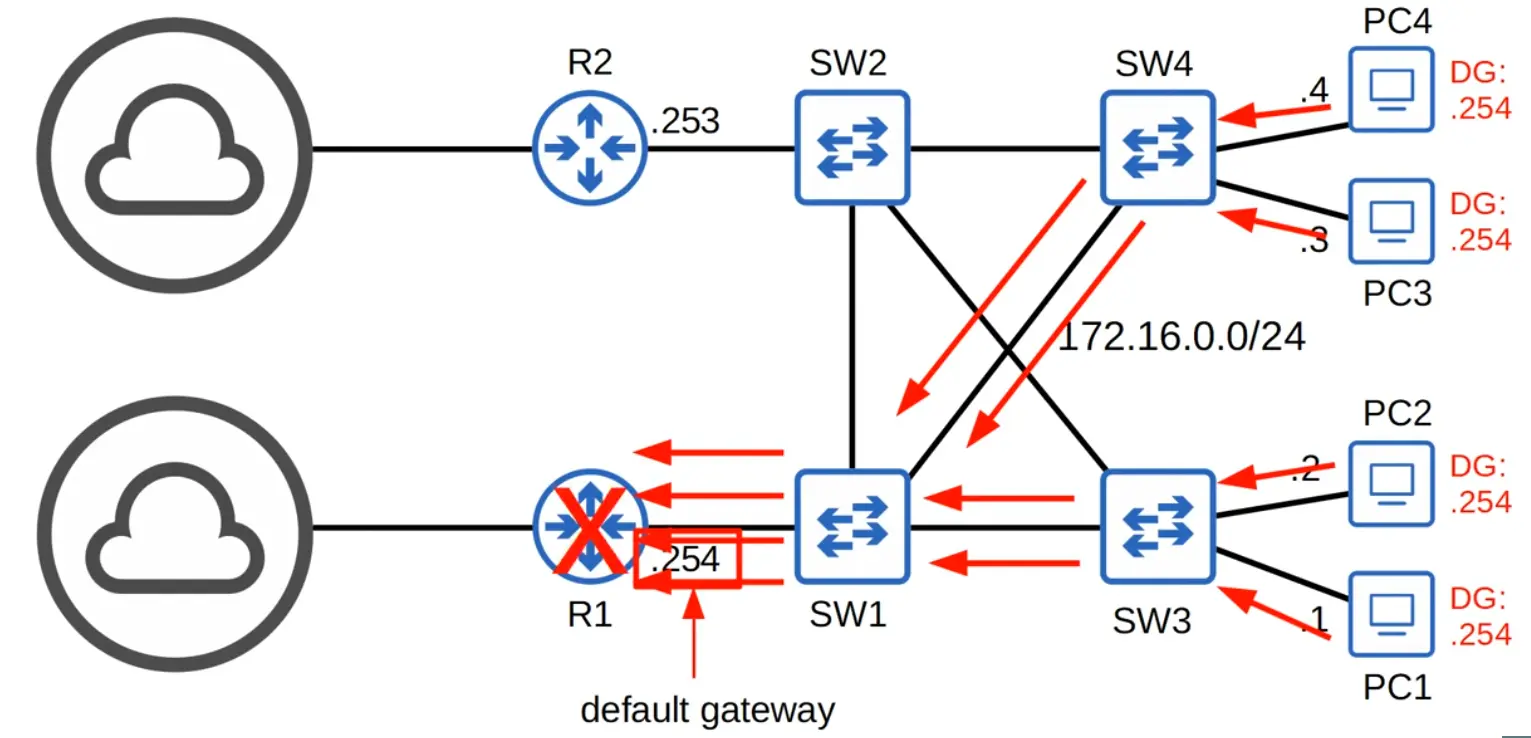 PC4
R2
SW2
SW4
DG:
.254
.4
.253
DG:
.254
.3
PC3
172.16.0.0/24
PC2
.2
DG:
.254
.254
R1
SW1
SW3
DG:
.254
.1
PC1
default gateway